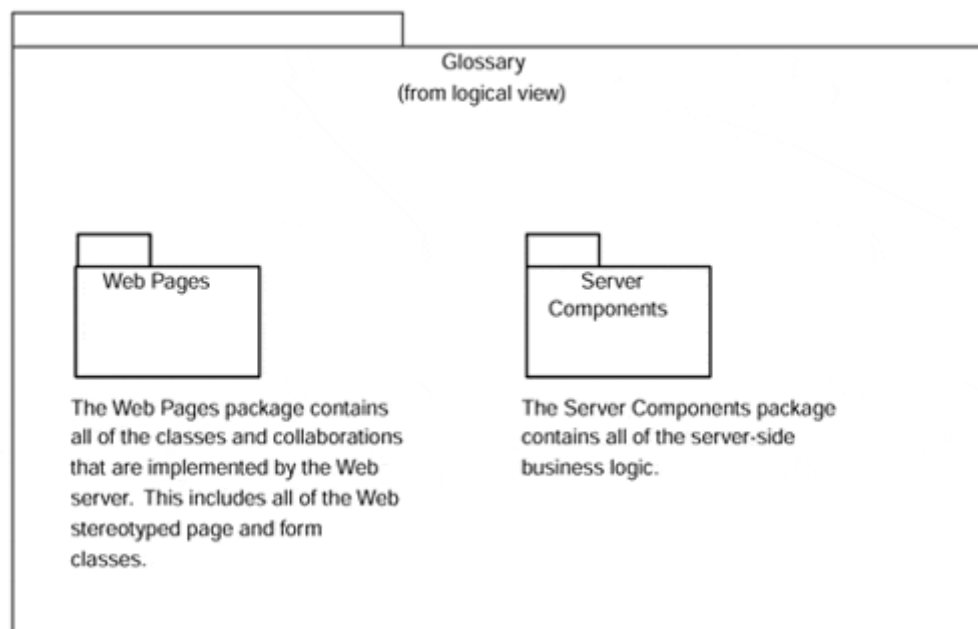 Glossary
(from logical view)
Web Pages
The Web Pages package contains
all of the classes and collaborations
that are implemented by the Web
server. This includes all of the Web
stereotyped page and form
classes.
Server
Components
The Server Components package
contains all of the server-side
business logic.